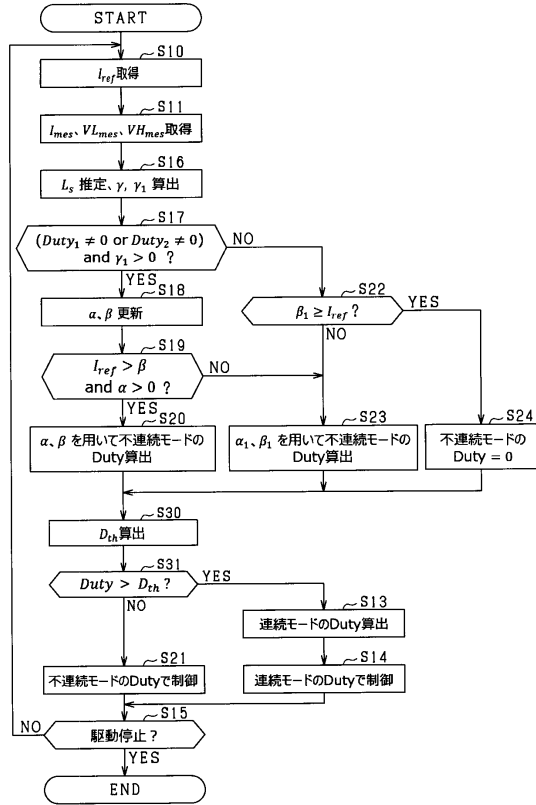 START
S10
I_ref取得
S11
I_mes、VL_mes、VH_mes取得
S16
L_s 推定、γ, γ_1 算出
S17
(Duty_1 ≠ 0 or Duty_2 ≠ 0)
and γ_1 > 0 ?
NO
YES
S18
α、β 更新
S22
β_1 ≥ I_ref ?
YES
NO
S19
I_ref > β
and α > 0 ?
NO
YES
S20
α、β を用いて不連続モードの
Duty算出
S23
α_1、β_1 を用いて不連続モードの
Duty算出
S24
不連続モードの
Duty = 0
S30
D_th算出
S31
Duty > D_th ?
YES
NO
S13
連続モードのDuty算出
S21
不連続モードのDutyで制御
S14
連続モードのDutyで制御
S15
NO
駆動停止?
YES
END